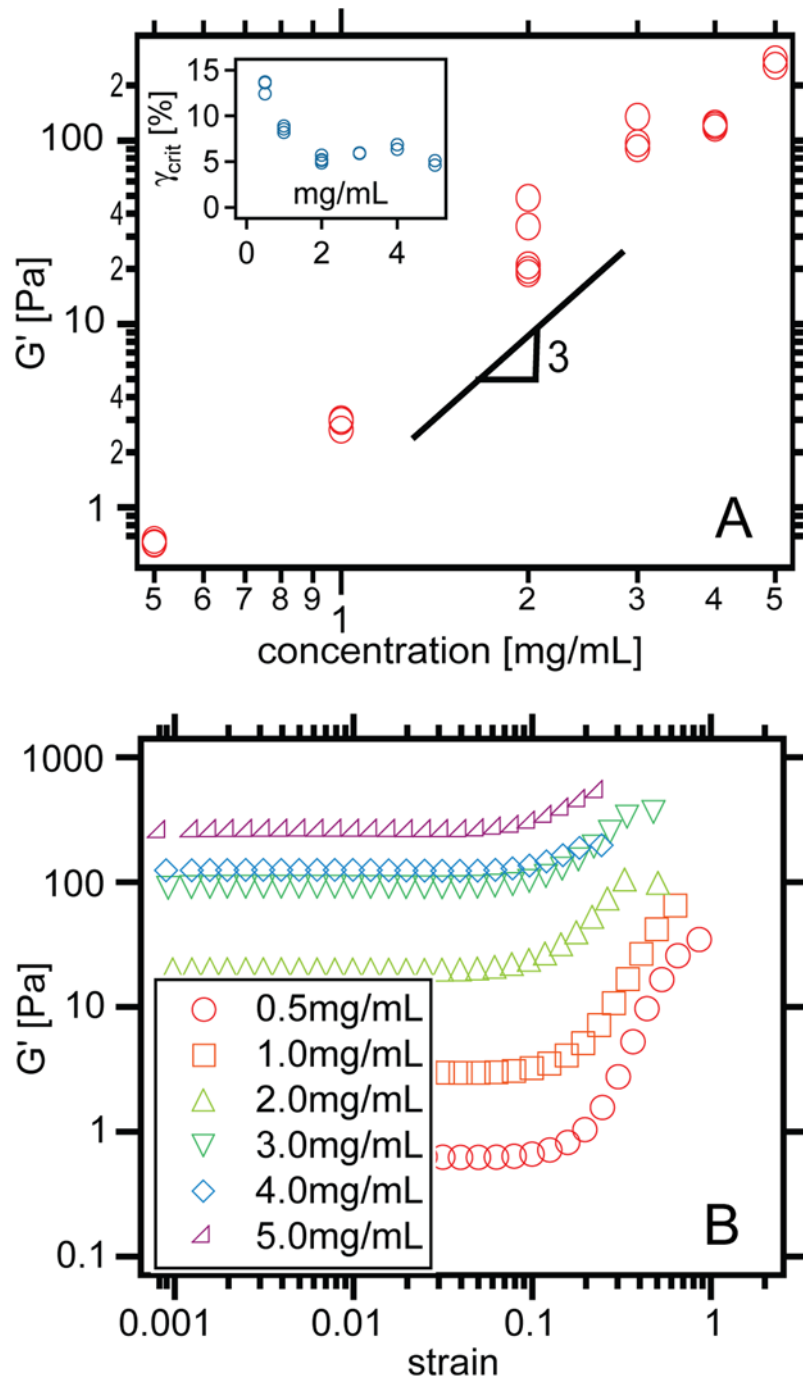 2
100
4
2
10
4
2
1
G' [Pa]
15
10
5
0
γcrit [%]
mg/mL
0 2 4
3
A
5 6 7 8 9 1 2 3 4 5
concentration [mg/mL]
1000
100
10
1
0.1
G' [Pa]
0.5mg/mL
1.0mg/mL
2.0mg/mL
3.0mg/mL
4.0mg/mL
5.0mg/mL
B
0.001 0.01 0.1 1
strain